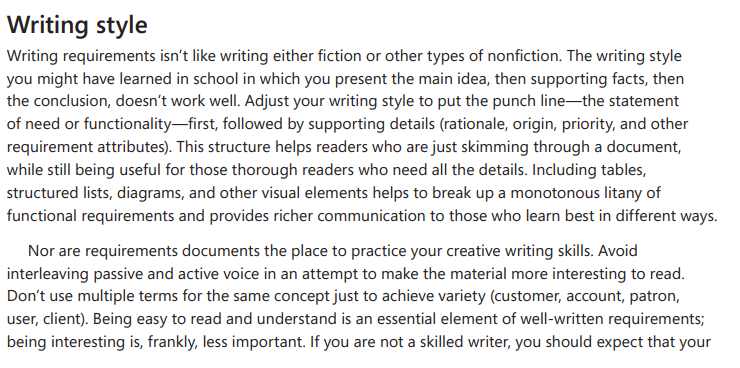 Writing style
Writing requirements isn’t like writing either fiction or other types of nonfiction. The writing style
you might have learned in school in which you present the main idea, then supporting facts, then
the conclusion, doesn’t work well. Adjust your writing style to put the punch line—the statement
of need or functionality—first, followed by supporting details (rationale, origin, priority, and other
requirement attributes). This structure helps readers who are just skimming through a document,
while still being useful for those thorough readers who need all the details. Including tables,
structured lists, diagrams, and other visual elements helps to break up a monotonous litany of
functional requirements and provides richer communication to those who learn best in different ways.
Nor are requirements documents the place to practice your creative writing skills. Avoid
interleaving passive and active voice in an attempt to make the material more interesting to read.
Don’t use multiple terms for the same concept just to achieve variety (customer, account, patron,
user, client). Being easy to read and understand is an essential element of well-written requirements;
being interesting is, frankly, less important. If you are not a skilled writer, you should expect that your